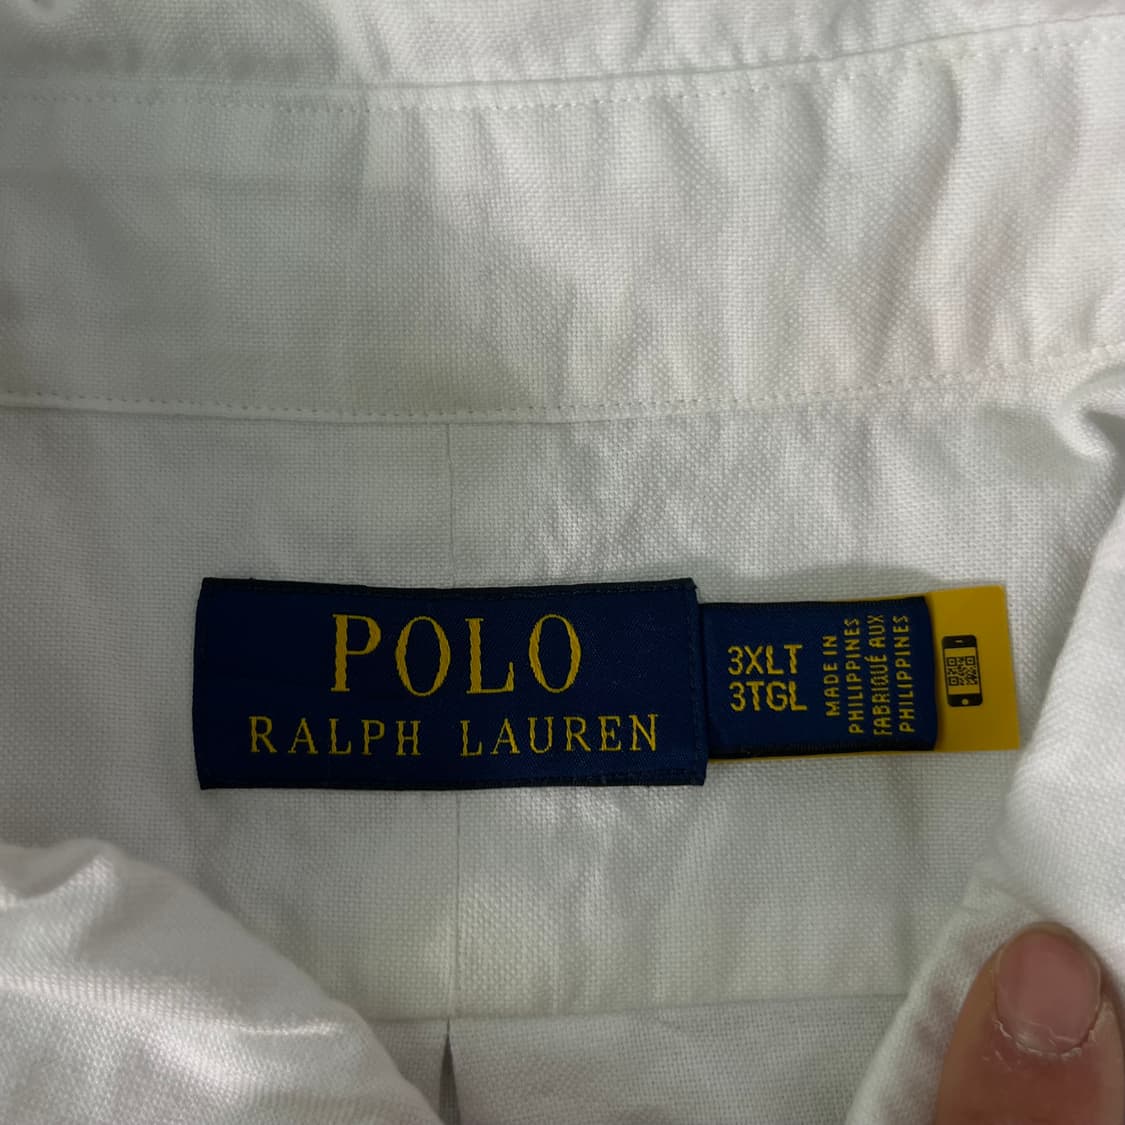 POLO
RALPH LAUREN
3XLT
3TGL
MADE IN
PHILIPPINES
FABRIQUÉ AUX
PHILIPPINES